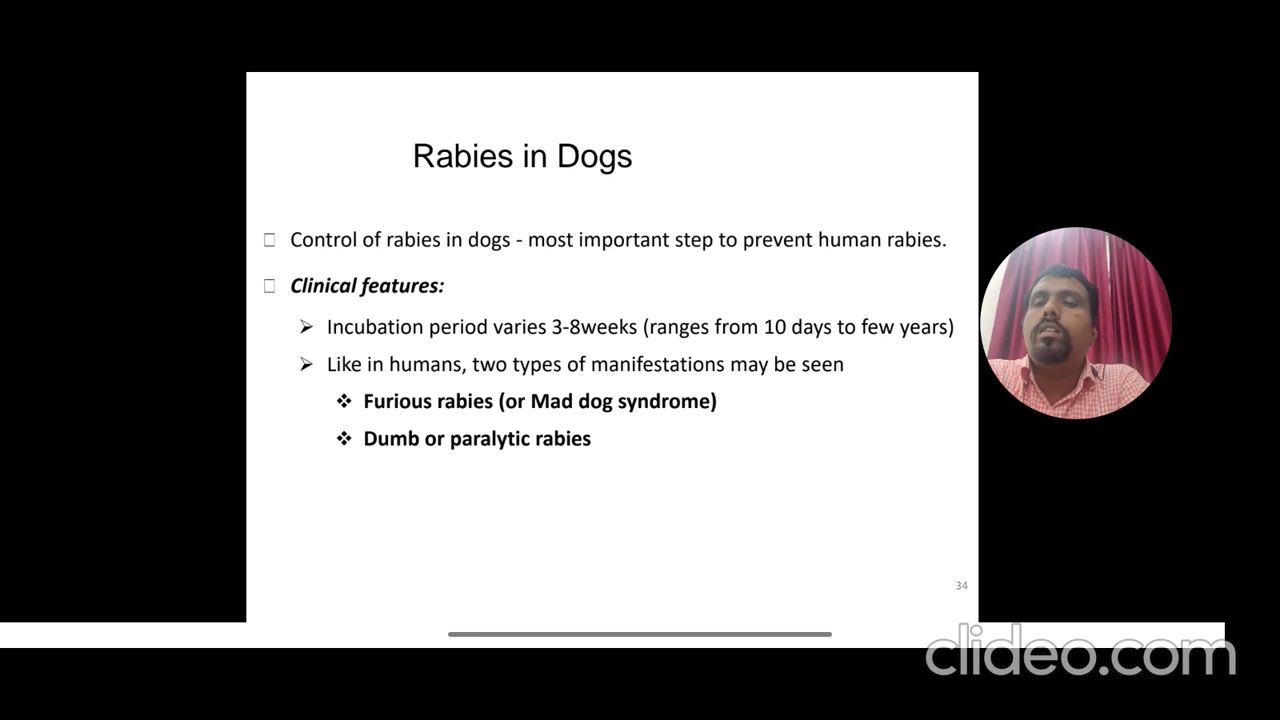 Rabies in Dogs
Control of rabies in dogs - most important step to prevent human rabies.
Clinical features:
Incubation period varies 3-8weeks (ranges from 10 days to few years)
Like in humans, two types of manifestations may be seen
Furious rabies (or Mad dog syndrome)
Dumb or paralytic rabies
34
clideo.com